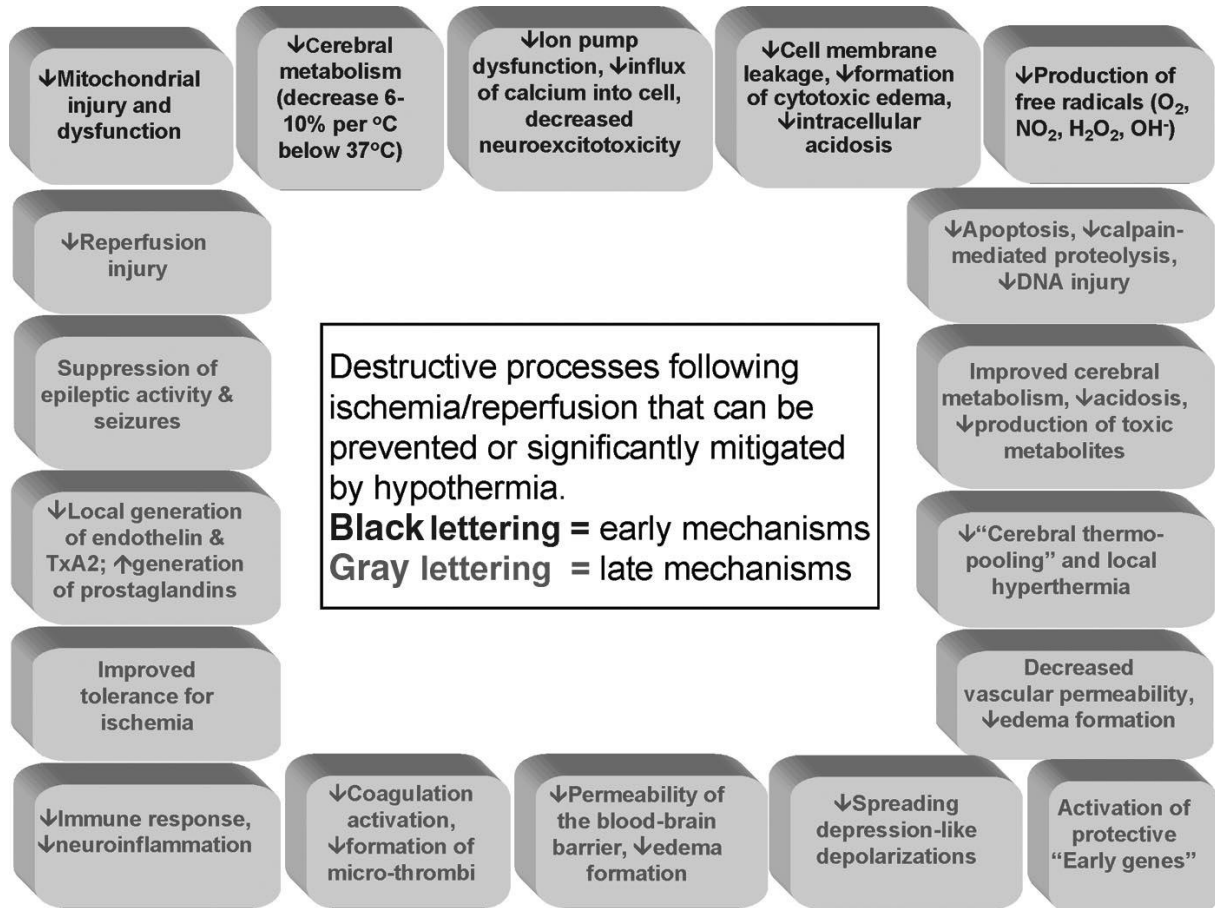 ↓Mitochondrial
injury and
dysfunction
↓Cerebral
metabolism
(decrease 6-
10% per ºC
below 37ºC)
↓Ion pump
dysfunction, ↓influx
of calcium into cell,
decreased
neuroexcitotoxicity
↓Cell membrane
leakage, ↓formation
of cytotoxic edema,
↓intracellular
acidosis
↓Production of
free radicals (O₂,
NO₂, H₂O₂, OH⁻)
↓Reperfusion
injury
↓Apoptosis, ↓calpain-
mediated proteolysis,
↓DNA injury
Suppression of
epileptic activity &
seizures
Improved cerebral
metabolism, ↓acidosis,
↓production of toxic
metabolites
Destructive processes following
ischemia/reperfusion that can be
prevented or significantly mitigated
by hypothermia.
Black lettering = early mechanisms
Gray lettering = late mechanisms
↓Local generation
of endothelin &
TxA2; ↑generation
of prostaglandins
↓“Cerebral thermo-
pooling” and local
hyperthermia
Improved
tolerance for
ischemia
Decreased
vascular permeability,
↓edema formation
↓Immune response,
↓neuroinflammation
↓Coagulation
activation,
↓formation of
micro-thrombi
↓Permeability of
the blood-brain
barrier, ↓edema
formation
↓Spreading
depression-like
depolarizations
Activation of
protective
“Early genes”